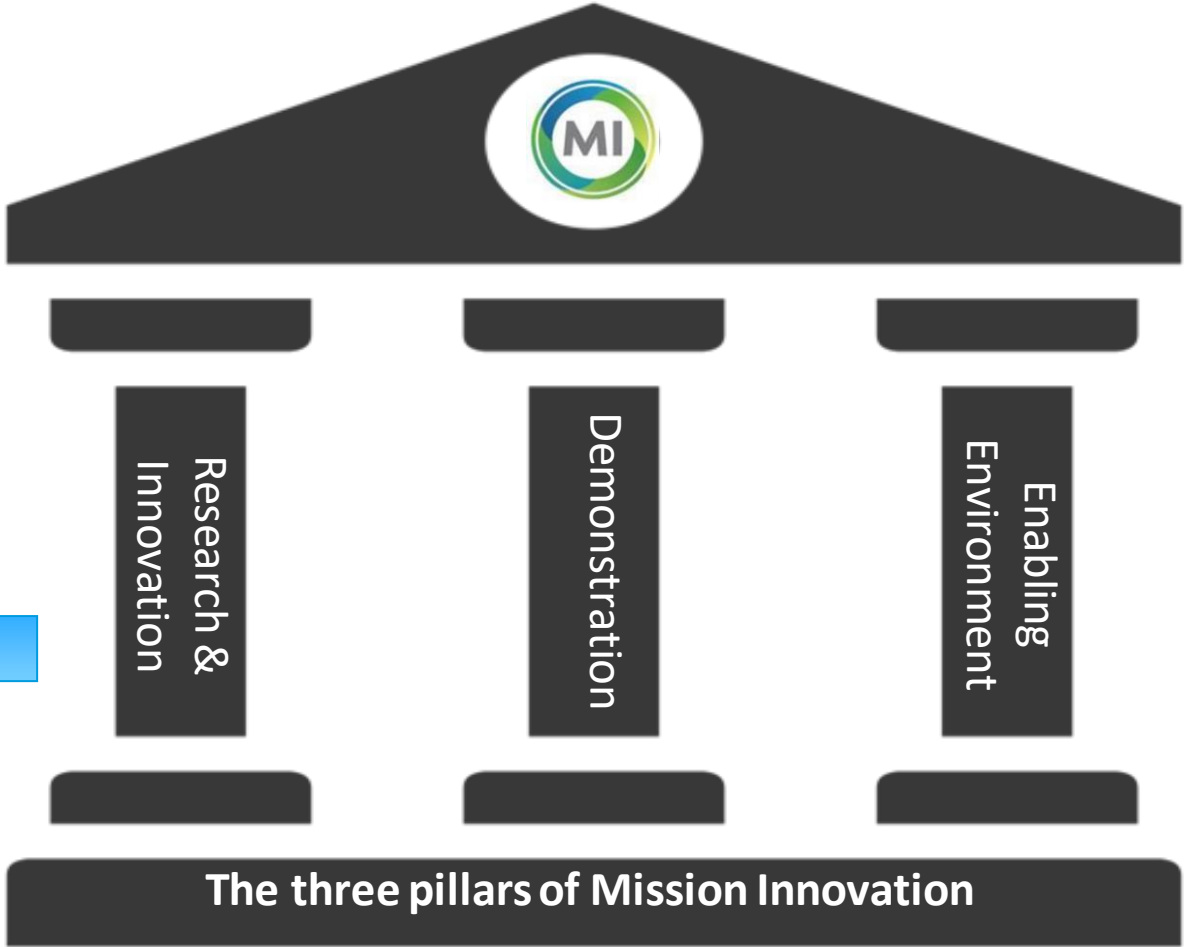 MI
Research &
Innovation
Demonstration
Enabling
Environment
The three pillars of Mission Innovation